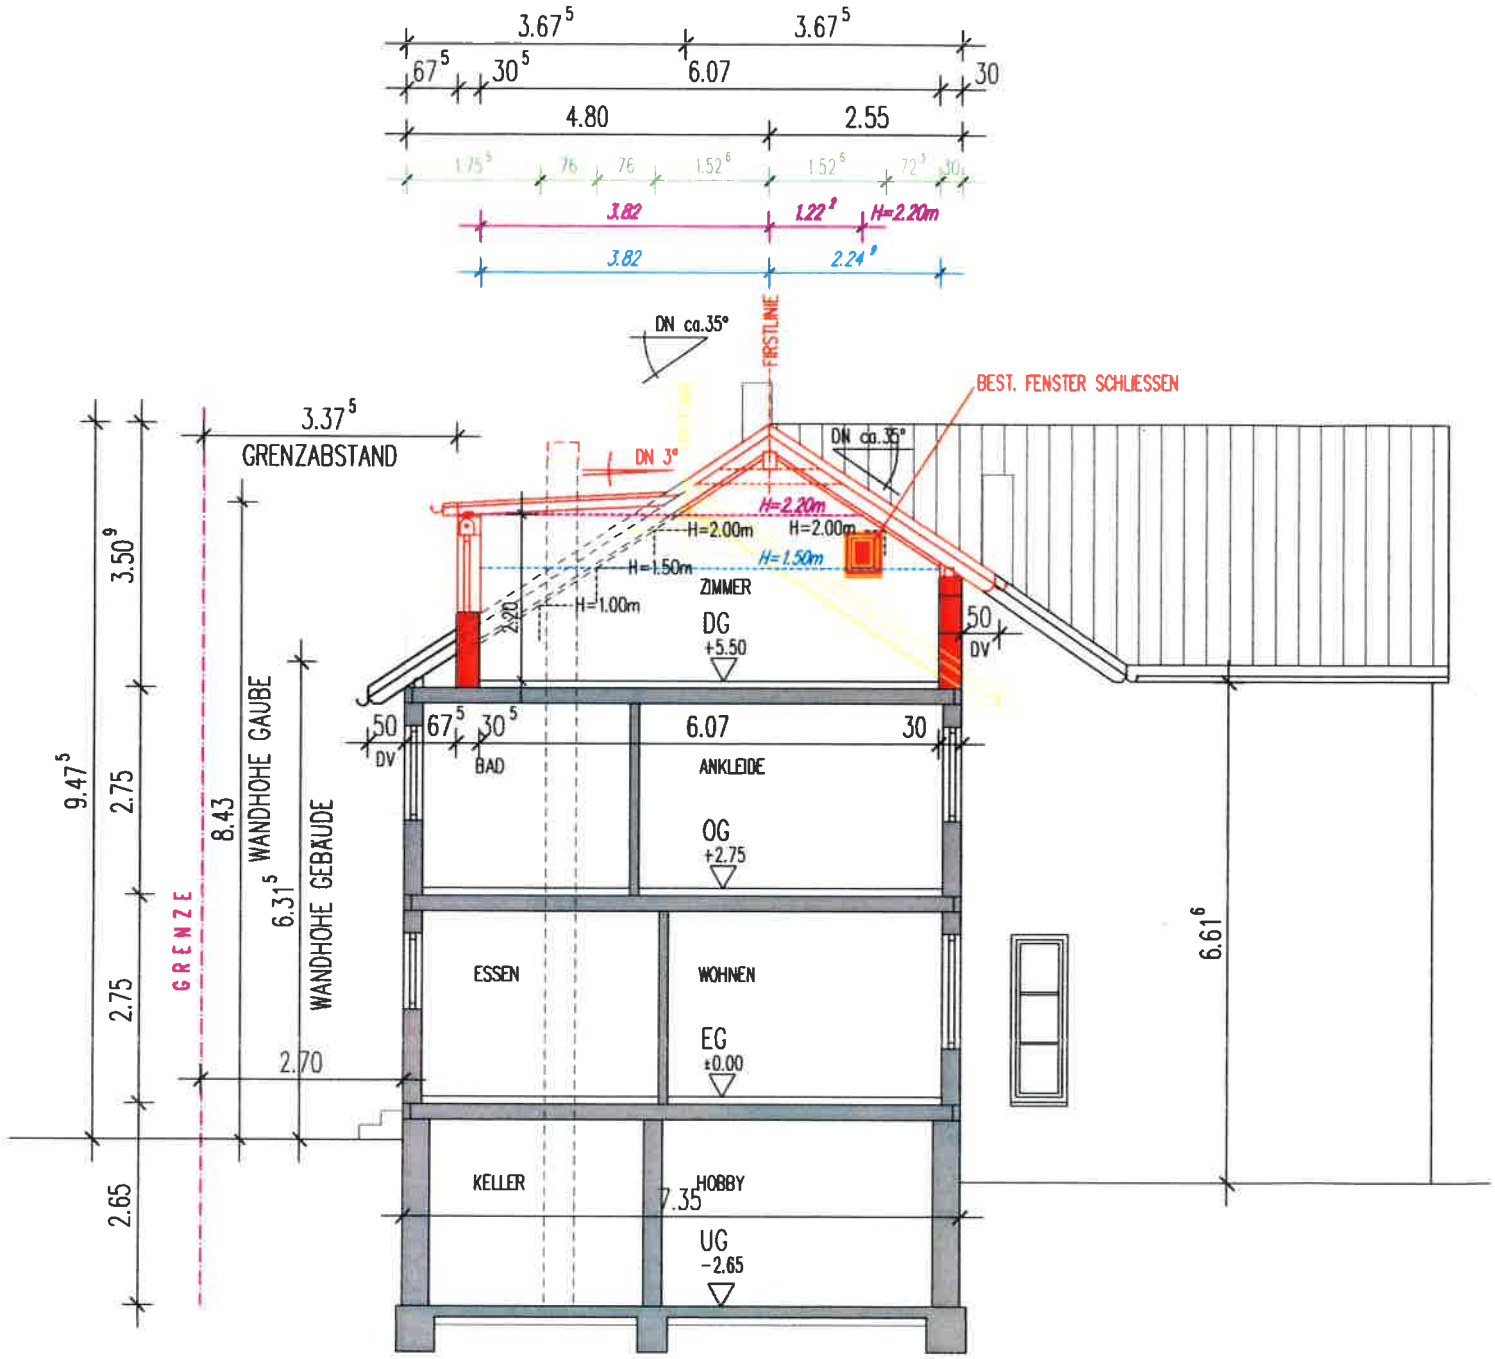 3.67⁵ 3.67⁵
67⁵ 30⁵ 6.07 30
4.80 2.55
1.75⁵ 76 76 1.52⁶ 1.52⁶ 72³ 30
3.82 1.22⁹ H=2.20m
3.82 2.24⁹
FIRSTLINIE
DN ca.35°
BEST. FENSTER SCHLIESSEN
3.37⁵
GRENZABSTAND
DN ca.35°
DN 3°
H=2.20m
H=2.00m H=2.00m
H=1.50m
H=1.50m
ZIMMER
H=1.00m
2.20
DG
+5.50
50
DV
3.50⁹
50 67⁵ 30⁵ 6.07 30
DV
BAD
ANKLEIDE
9.47⁵
2.75
8.43
WANDHÖHE GAUBE
6.31⁵
WANDHÖHE GEBÄUDE
OG
+2.75
GRENZE
6.61⁶
ESSEN
WOHNEN
2.75
EG
±0.00
2.70
KELLER
HOBBY
7.35
2.65
UG
-2.65